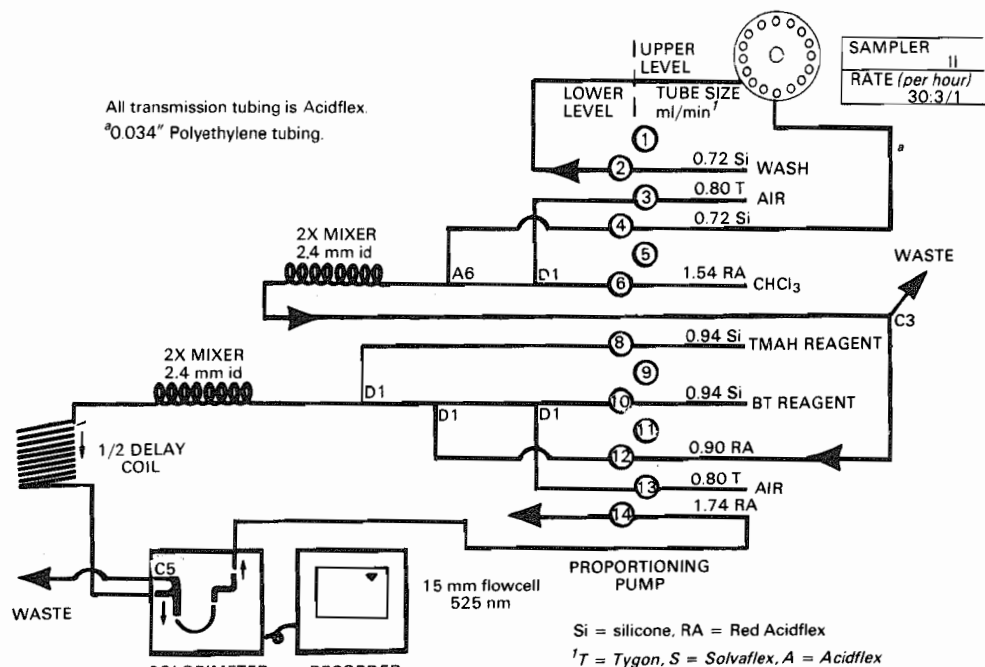 UPPER
LEVEL
LOWER
LEVEL
TUBE SIZE
ml/min¹
SAMPLER
II
RATE (per hour)
30:3/1
All transmission tubing is Acidflex.
ᵃ0.034" Polyethylene tubing.
a
1
2
0.72 Si
WASH
3
0.80 T
AIR
4
0.72 Si
5
2X MIXER
2.4 mm id
A6
D1
6
1.54 RA
CHCl₃
WASTE
C3
8
0.94 Si
TMAH REAGENT
9
2X MIXER
2.4 mm id
D1
D1
D1
10
0.94 Si
BT REAGENT
11
12
0.90 RA
13
0.80 T
AIR
14
1.74 RA
1/2 DELAY
COIL
PROPORTIONING
PUMP
C5
WASTE
15 mm flowcell
525 nm
COLORIMETER
RECORDER
Si = silicone, RA = Red Acidflex
¹T = Tygon, S = Solvaflex, A = Acidflex